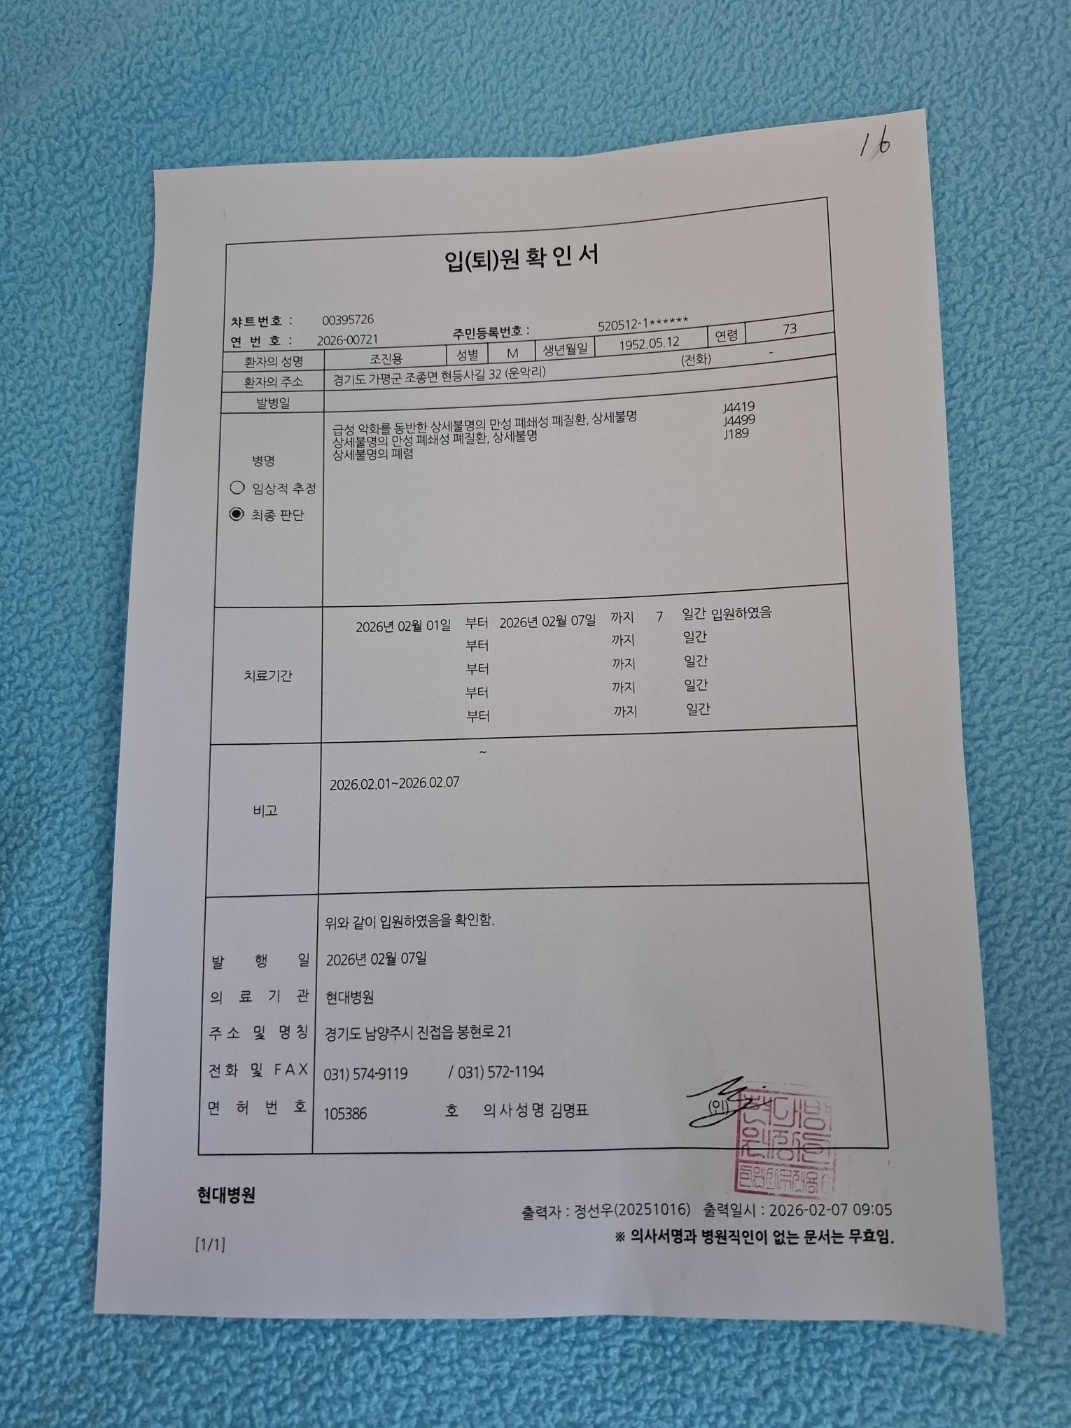 16
입(퇴)원 확 인 서
챠트번호 : 00395726
연 번 호 : 2026-00721 주민등록번호 : 520512-1******
환자의 성명 조진용 성별 M 생년월일 1952.05.12 연령 73
환자의 주소 경기도 가평군 조종면 현등사길 32 (운악리) (전화) -
발병일
급성 악화를 동반한 상세불명의 만성 폐쇄성 폐질환, 상세불명 J4419
상세불명의 만성 폐쇄성 폐질환, 상세불명 J4499
상세불명의 폐렴 J189
병명
임상적 추정
최종 판단
치료기간
2026년 02월 01일 부터 2026년 02월 07일 까지 7 일간 입원하였음
부터 까지 일간
부터 까지 일간
부터 까지 일간
부터 까지 일간
~
비고
2026.02.01~2026.02.07
위와 같이 입원하였음을 확인함.
발 행 일 2026년 02월 07일
의 료 기 관 현대병원
주 소 및 명 칭 경기도 남양주시 진접읍 봉현로 21
전화 및 FAX 031) 574-9119 / 031) 572-1194
면 허 번 호 105386 호 의 사 성 명 김명표 (인)
현대병원
출력자 : 정선우(20251016) 출력일시 : 2026-02-07 09:05
[1/1]
※ 의사서명과 병원직인이 없는 문서는 무효임.